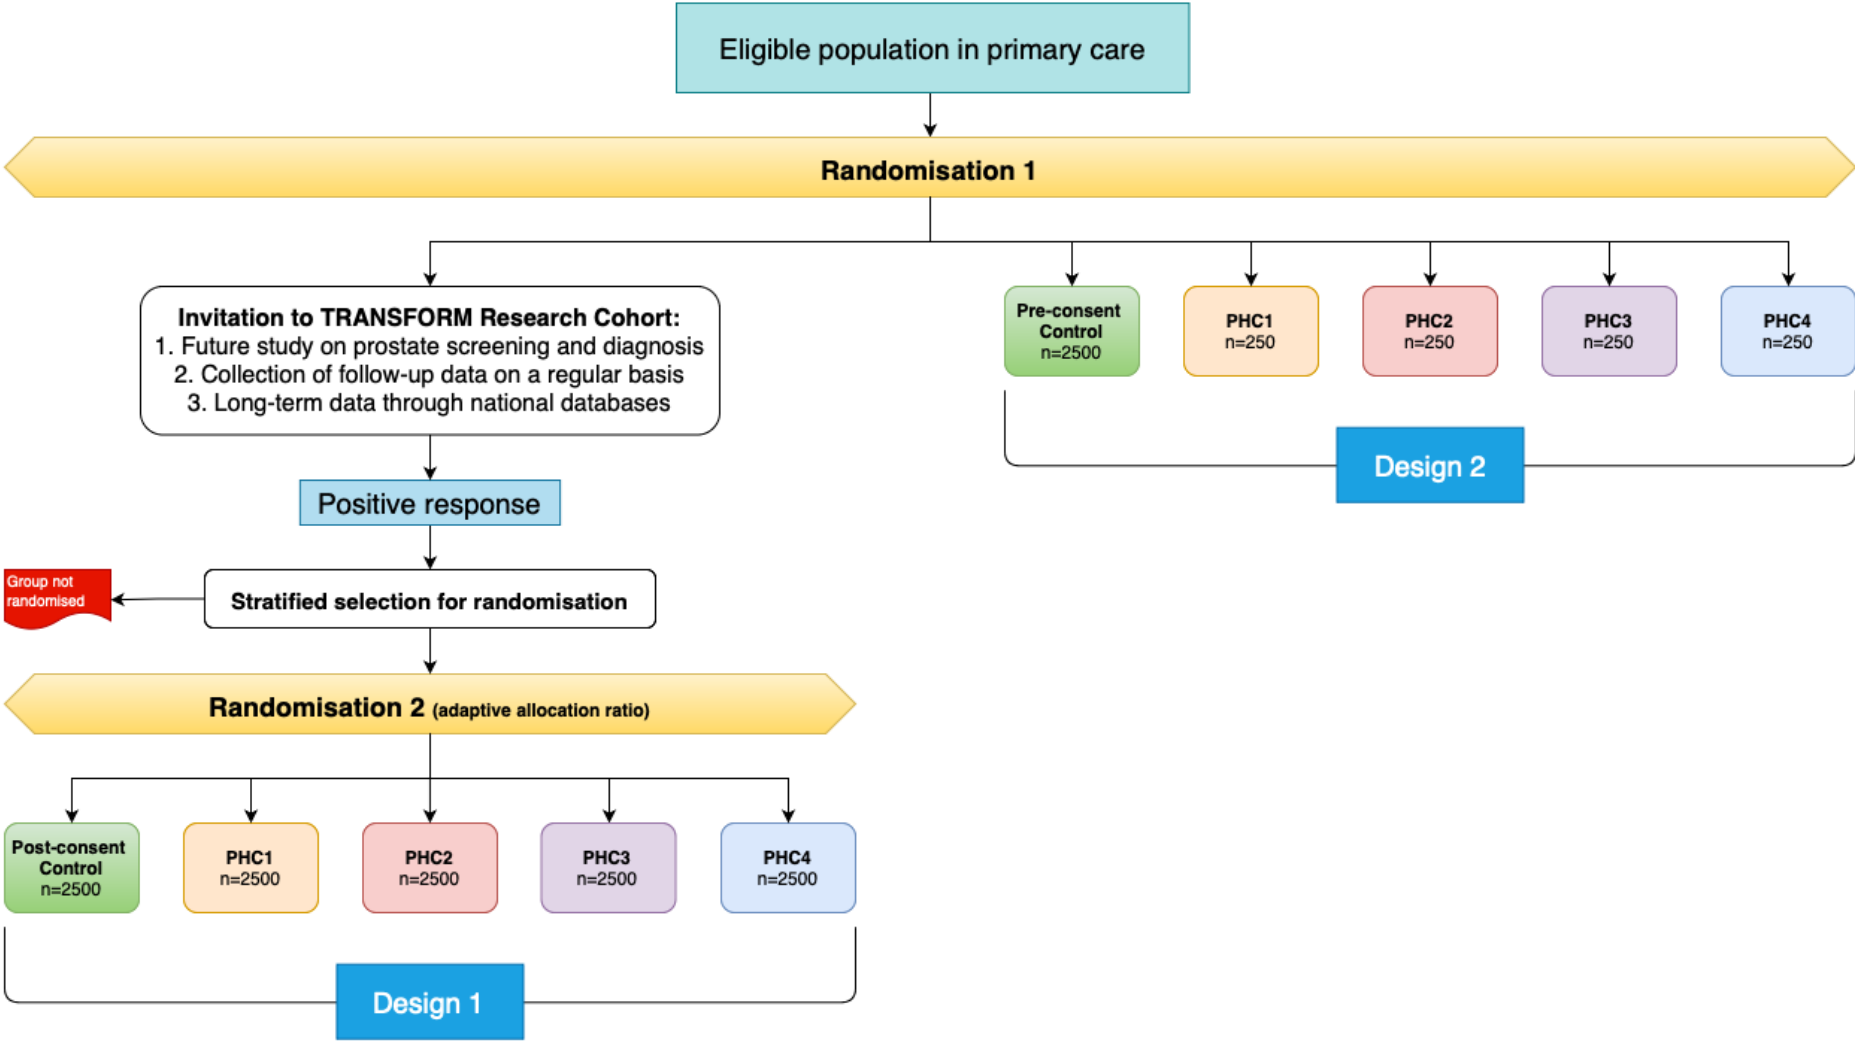 Eligible population in primary care
Randomisation 1
Invitation to TRANSFORM Research Cohort:
1. Future study on prostate screening and diagnosis
2. Collection of follow-up data on a regular basis
3. Long-term data through national databases
Pre-consent
Control
n=2500
PHC1
n=250
PHC2
n=250
PHC3
n=250
PHC4
n=250
Design 2
Positive response
Group not
randomised
Stratified selection for randomisation
Randomisation 2 (adaptive allocation ratio)
Post-consent
Control
n=2500
PHC1
n=2500
PHC2
n=2500
PHC3
n=2500
PHC4
n=2500
Design 1